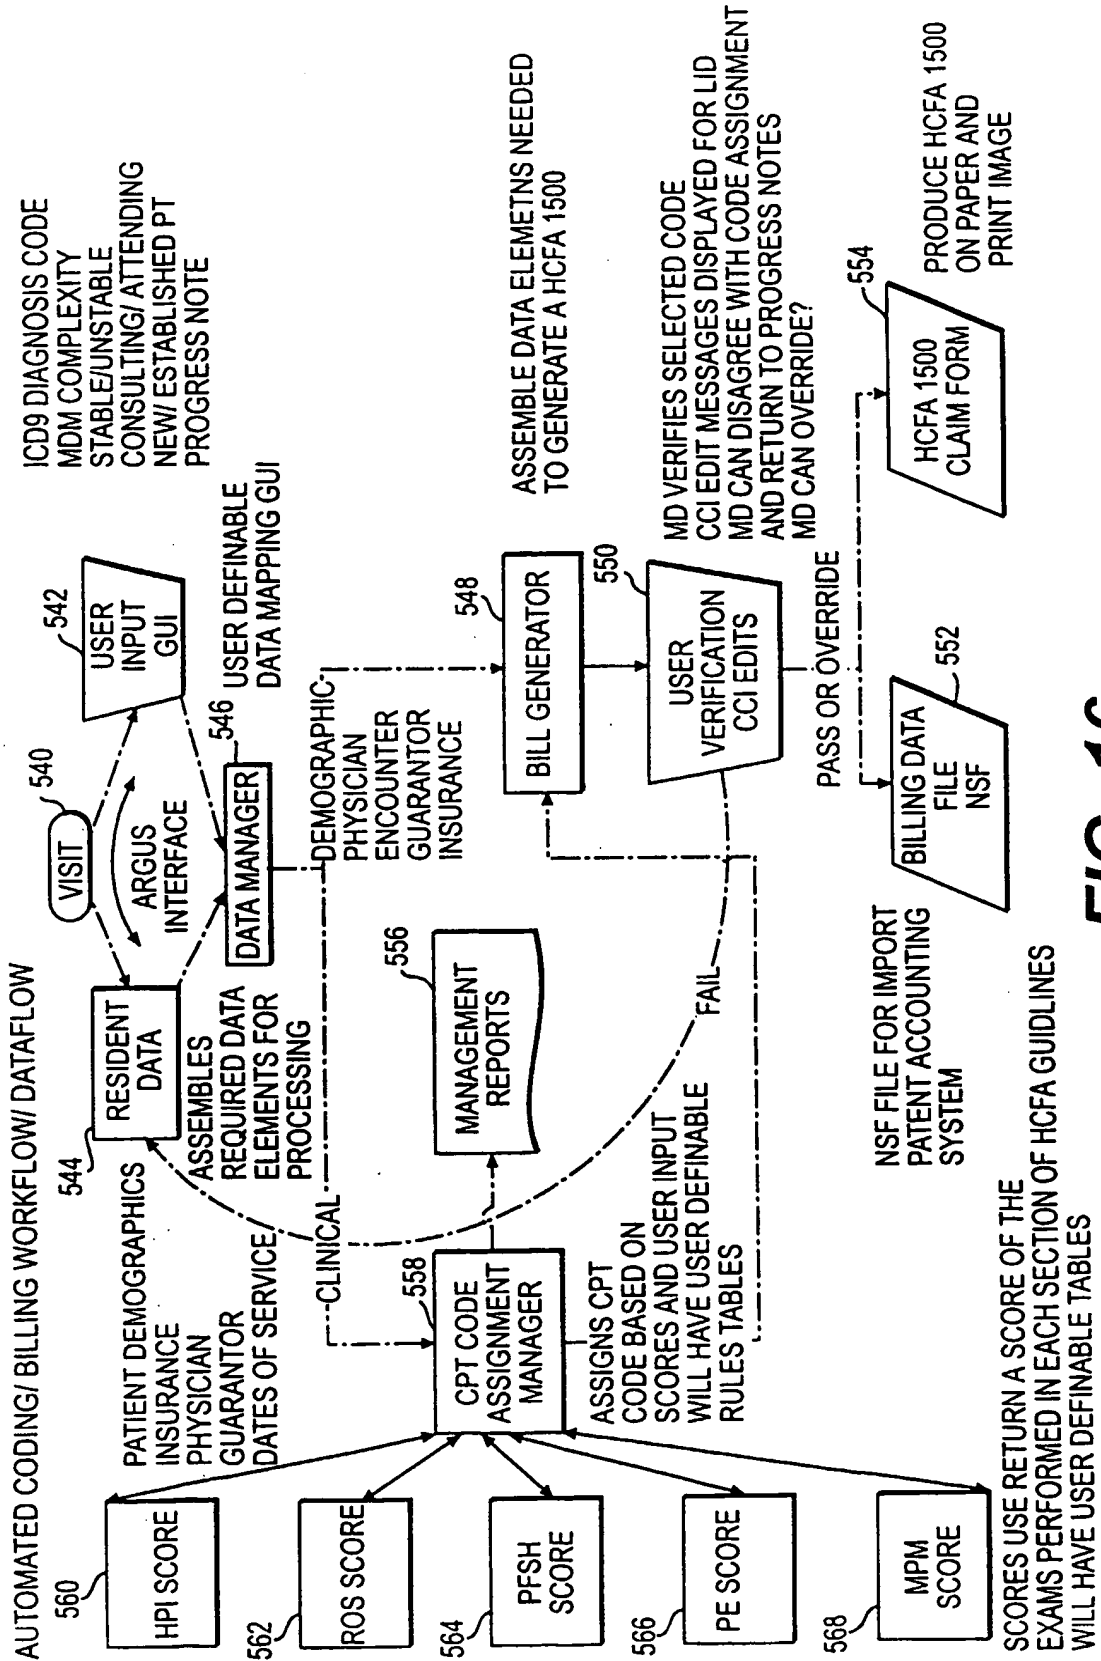 AUTOMATED CODING/ BILLING WORKFLOW/ DATAFLOW
540
VISIT
ARGUS
INTERFACE
542
USER
INPUT
GUI
ICD9 DIAGNOSIS CODE
MDM COMPLEXITY
STABLE/UNSTABLE
CONSULTING/ ATTENDING
NEW/ ESTABLISHED PT
PROGRESS NOTE
544
RESIDENT
DATA
PATIENT DEMOGRAPHICS
INSURANCE
PHYSICIAN
GUARANTOR
DATES OF SERVICE
ASSEMBLES
REQUIRED DATA
ELEMENTS FOR
PROCESSING
546
DATA MANAGER
USER DEFINABLE
DATA MAPPING GUI
CLINICAL
DEMOGRAPHIC
PHYSICIAN
ENCOUNTER
GUARANTOR
INSURANCE
560
HPI SCORE
562
ROS SCORE
564
PFSH
SCORE
566
PE SCORE
568
MPM
SCORE
558
CPT CODE
ASSIGNMENT
MANAGER
556
MANAGEMENT
REPORTS
548
BILL GENERATOR
ASSEMBLE DATA ELEMETNS NEEDED
TO GENERATE A HCFA 1500
ASSIGNS CPT
CODE BASED ON
SCORES AND USER INPUT
WILL HAVE USER DEFINABLE
RULES TABLES
FAIL
550
USER
VERIFICATION
CCI EDITS
MD VERIFIES SELECTED CODE
CCI EDIT MESSAGES DISPLAYED FOR LID
MD CAN DISAGREE WITH CODE ASSIGNMENT
AND RETURN TO PROGRESS NOTES
MD CAN OVERRIDE?
PASS OR OVERRIDE
NSF FILE FOR IMPORT
PATENT ACCOUNTING
SYSTEM
552
BILLING DATA
FILE
NSF
554
HCFA 1500
CLAIM FORM
PRODUCE HCFA 1500
ON PAPER AND
PRINT IMAGE
SCORES USE RETURN A SCORE OF THE
EXAMS PERFORMED IN EACH SECTION OF HCFA GUIDLINES
WILL HAVE USER DEFINABLE TABLES